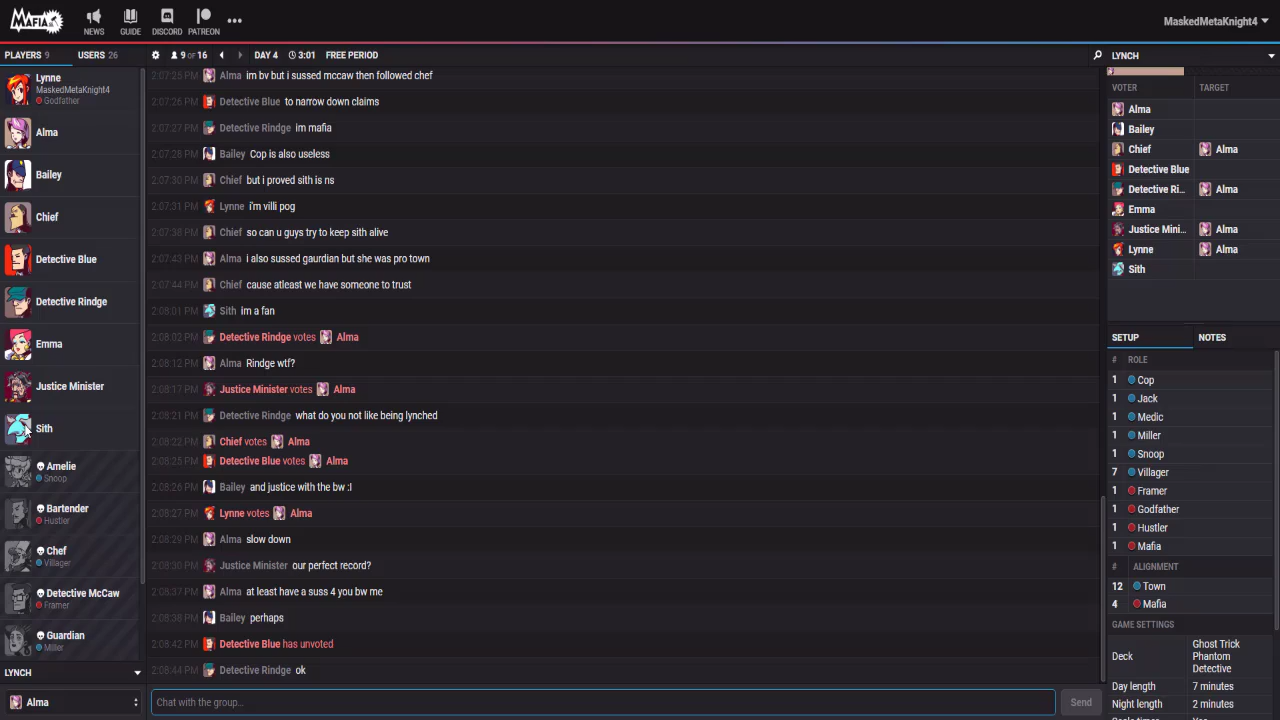 MAFIA.GG
NEWS
GUIDE
DISCORD
PATREON
MaskedMetaKnight4
PLAYERS 9
USERS 26
9 of 16
DAY 4
3:01
FREE PERIOD
LYNCH
Lynne
MaskedMetaKnight4
Godfather
Alma
Bailey
Chief
Detective Blue
Detective Rindge
Emma
Justice Minister
Sith
Amelie
Snoop
Bartender
Hustler
Chef
Villager
Detective McCaw
Framer
Guardian
Miller
LYNCH
Alma
2:07:25 PM Alma im bv but i sussed mccaw then followed chef
2:07:26 PM Detective Blue to narrow down claims
2:07:27 PM Detective Rindge im mafia
2:07:28 PM Bailey Cop is also useless
2:07:30 PM Chief but i proved sith is ns
2:07:31 PM Lynne i'm villi pog
2:07:38 PM Chief so can u guys try to keep sith alive
2:07:43 PM Alma i also sussed gaurdian but she was pro town
2:07:44 PM Chief cause atleast we have someone to trust
2:08:01 PM Sith im a fan
2:08:02 PM Detective Rindge votes Alma
2:08:12 PM Alma Rindge wtf?
2:08:17 PM Justice Minister votes Alma
2:08:21 PM Detective Rindge what do you not like being lynched
2:08:22 PM Chief votes Alma
2:08:25 PM Detective Blue votes Alma
2:08:26 PM Bailey and justice with the bw :l
2:08:27 PM Lynne votes Alma
2:08:29 PM Alma slow down
2:08:30 PM Justice Minister our perfect record?
2:08:37 PM Alma at least have a suss 4 you bw me
2:08:38 PM Bailey perhaps
2:08:42 PM Detective Blue has unvoted
2:08:44 PM Detective Rindge ok
Chat with the group...
Send
VOTER TARGET
Alma
Bailey
Chief Alma
Detective Blue
Detective Ri... Alma
Emma
Justice Mini... Alma
Lynne Alma
Sith
SETUP
NOTES
# ROLE
1 Cop
1 Jack
1 Medic
1 Miller
1 Snoop
7 Villager
1 Framer
1 Godfather
1 Hustler
1 Mafia
# ALIGNMENT
12 Town
4 Mafia
GAME SETTINGS
Deck Ghost Trick
Phantom
Detective
Day length 7 minutes
Night length 2 minutes